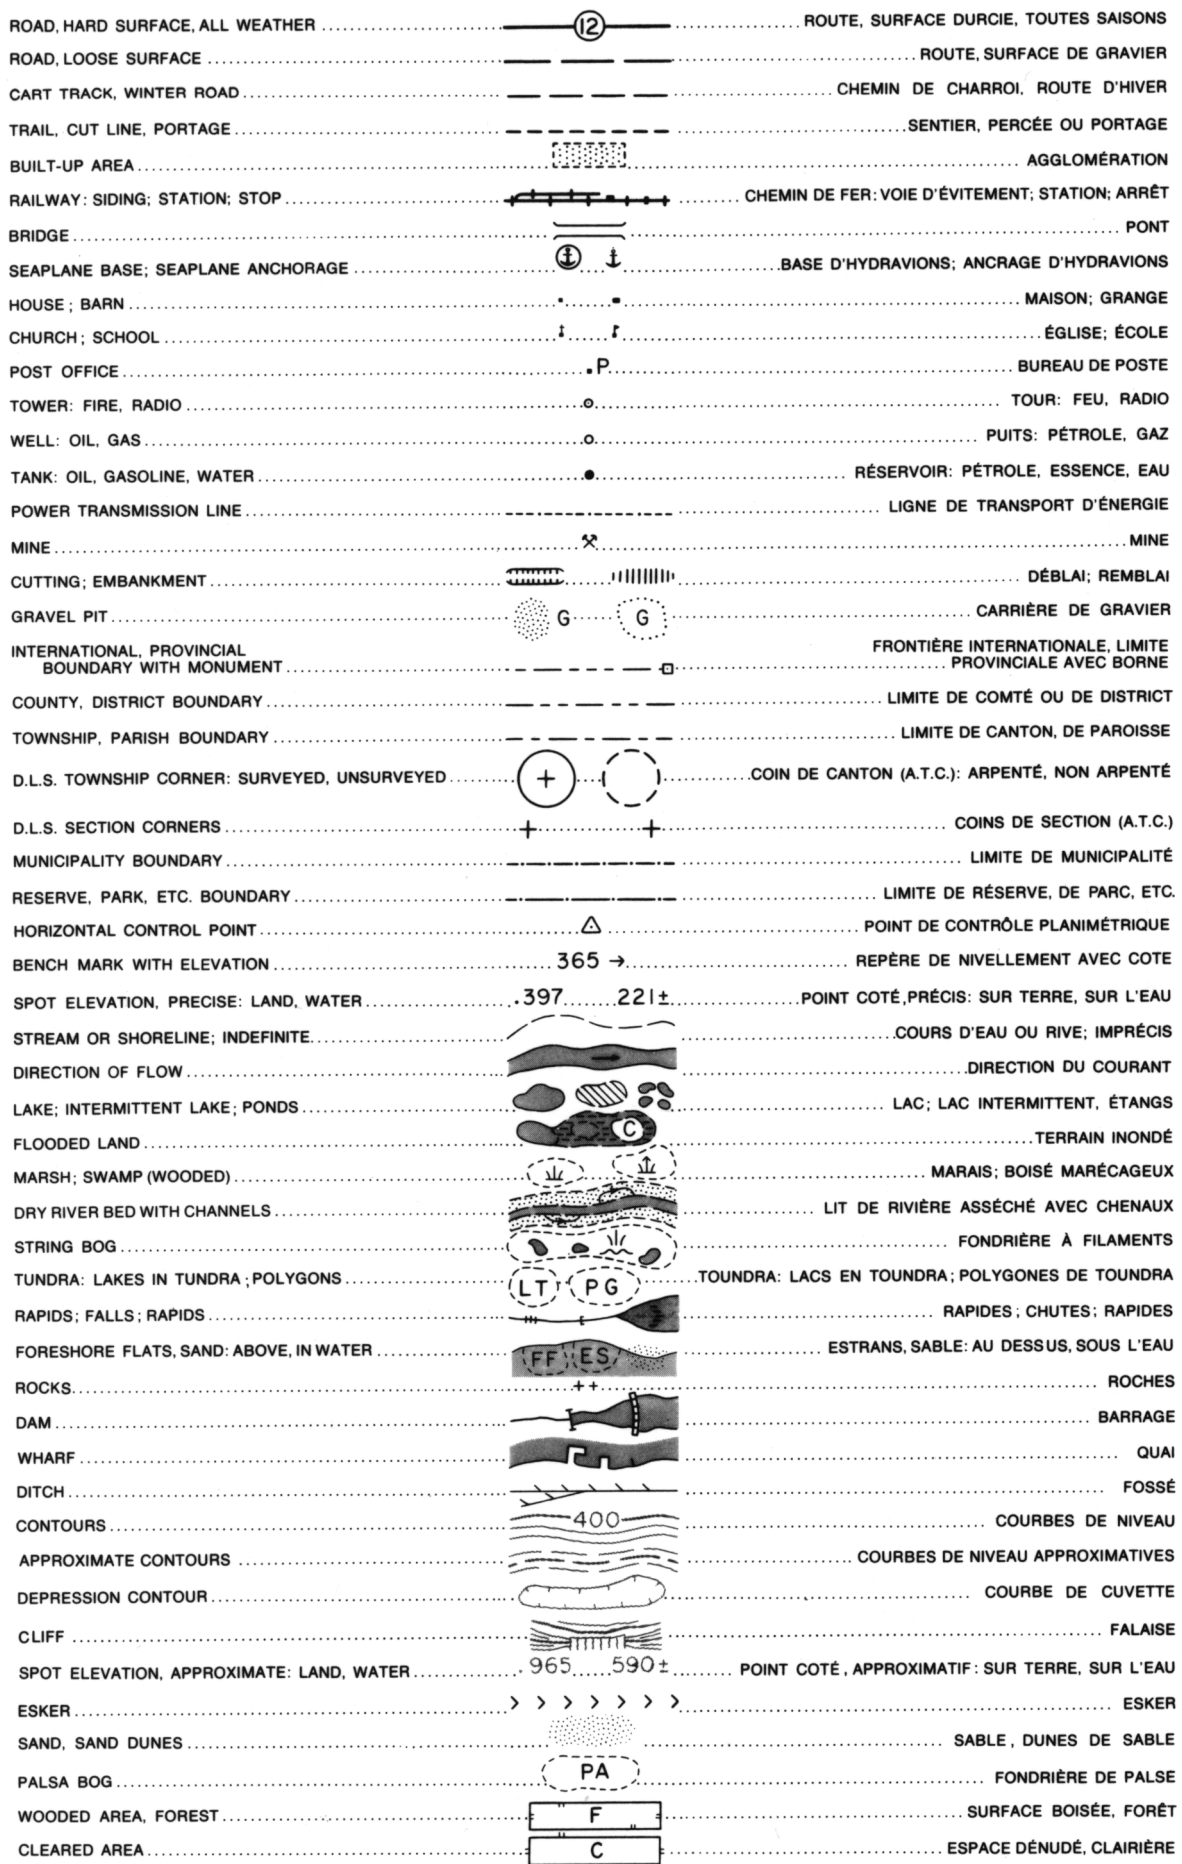 ROAD, HARD SURFACE, ALL WEATHER 12 ROUTE, SURFACE DURCIE, TOUTES SAISONS
ROAD, LOOSE SURFACE ROUTE, SURFACE DE GRAVIER
CART TRACK, WINTER ROAD CHEMIN DE CHARROI, ROUTE D'HIVER
TRAIL, CUT LINE, PORTAGE SENTIER, PERCÉE OU PORTAGE
BUILT-UP AREA AGGLOMÉRATION
RAILWAY: SIDING; STATION; STOP CHEMIN DE FER: VOIE D'ÉVITEMENT; STATION; ARRÊT
BRIDGE PONT
SEAPLANE BASE; SEAPLANE ANCHORAGE BASE D'HYDRAVIONS; ANCRAGE D'HYDRAVIONS
HOUSE; BARN MAISON; GRANGE
CHURCH; SCHOOL ÉGLISE; ÉCOLE
POST OFFICE P BUREAU DE POSTE
TOWER: FIRE, RADIO TOUR: FEU, RADIO
WELL: OIL, GAS PUITS: PÉTROLE, GAZ
TANK: OIL, GASOLINE, WATER RÉSERVOIR: PÉTROLE, ESSENCE, EAU
POWER TRANSMISSION LINE LIGNE DE TRANSPORT D'ÉNERGIE
MINE MINE
CUTTING; EMBANKMENT DÉBLAI; REMBLAI
GRAVEL PIT G G CARRIÈRE DE GRAVIER
INTERNATIONAL, PROVINCIAL FRONTIÈRE INTERNATIONALE, LIMITE
BOUNDARY WITH MONUMENT PROVINCIALE AVEC BORNE
COUNTY, DISTRICT BOUNDARY LIMITE DE COMTÉ OU DE DISTRICT
TOWNSHIP, PARISH BOUNDARY LIMITE DE CANTON, DE PAROISSE
D.L.S. TOWNSHIP CORNER: SURVEYED, UNSURVEYED COIN DE CANTON (A.T.C.): ARPENTÉ, NON ARPENTÉ
D.L.S. SECTION CORNERS COINS DE SECTION (A.T.C.)
MUNICIPALITY BOUNDARY LIMITE DE MUNICIPALITÉ
RESERVE, PARK, ETC. BOUNDARY LIMITE DE RÉSERVE, DE PARC, ETC.
HORIZONTAL CONTROL POINT POINT DE CONTRÔLE PLANIMÉTRIQUE
BENCH MARK WITH ELEVATION 365 → REPÈRE DE NIVELLEMENT AVEC COTE
SPOT ELEVATION, PRECISE: LAND, WATER .397 221± POINT COTÉ, PRÉCIS: SUR TERRE, SUR L'EAU
STREAM OR SHORELINE; INDEFINITE COURS D'EAU OU RIVE; IMPRÉCIS
DIRECTION OF FLOW DIRECTION DU COURANT
LAKE; INTERMITTENT LAKE; PONDS LAC; LAC INTERMITTENT, ÉTANGS
FLOODED LAND C TERRAIN INONDÉ
MARSH; SWAMP (WOODED) MARAIS; BOISÉ MARÉCAGEUX
DRY RIVER BED WITH CHANNELS LIT DE RIVIÈRE ASSÉCHÉ AVEC CHENAUX
STRING BOG FONDRIÈRE À FILAMENTS
TUNDRA: LAKES IN TUNDRA; POLYGONS LT PG TOUNDRA: LACS EN TOUNDRA; POLYGONES DE TOUNDRA
RAPIDS; FALLS; RAPIDS RAPIDES; CHUTES; RAPIDES
FORESHORE FLATS, SAND: ABOVE, IN WATER FF ES ESTRANS, SABLE: AU DESSUS, SOUS L'EAU
ROCKS ++ ROCHES
DAM BARRAGE
WHARF QUAI
DITCH FOSSÉ
CONTOURS 400 COURBES DE NIVEAU
APPROXIMATE CONTOURS COURBES DE NIVEAU APPROXIMATIVES
DEPRESSION CONTOUR COURBE DE CUVETTE
CLIFF FALAISE
SPOT ELEVATION, APPROXIMATE: LAND, WATER .965 590± POINT COTÉ, APPROXIMATIF: SUR TERRE, SUR L'EAU
ESKER ESKER
SAND, SAND DUNES SABLE, DUNES DE SABLE
PALSA BOG PA FONDRIÈRE DE PALSE
WOODED AREA, FOREST F SURFACE BOISÉE, FORÊT
CLEARED AREA C ESPACE DÉNUDÉ, CLAIRIÈRE